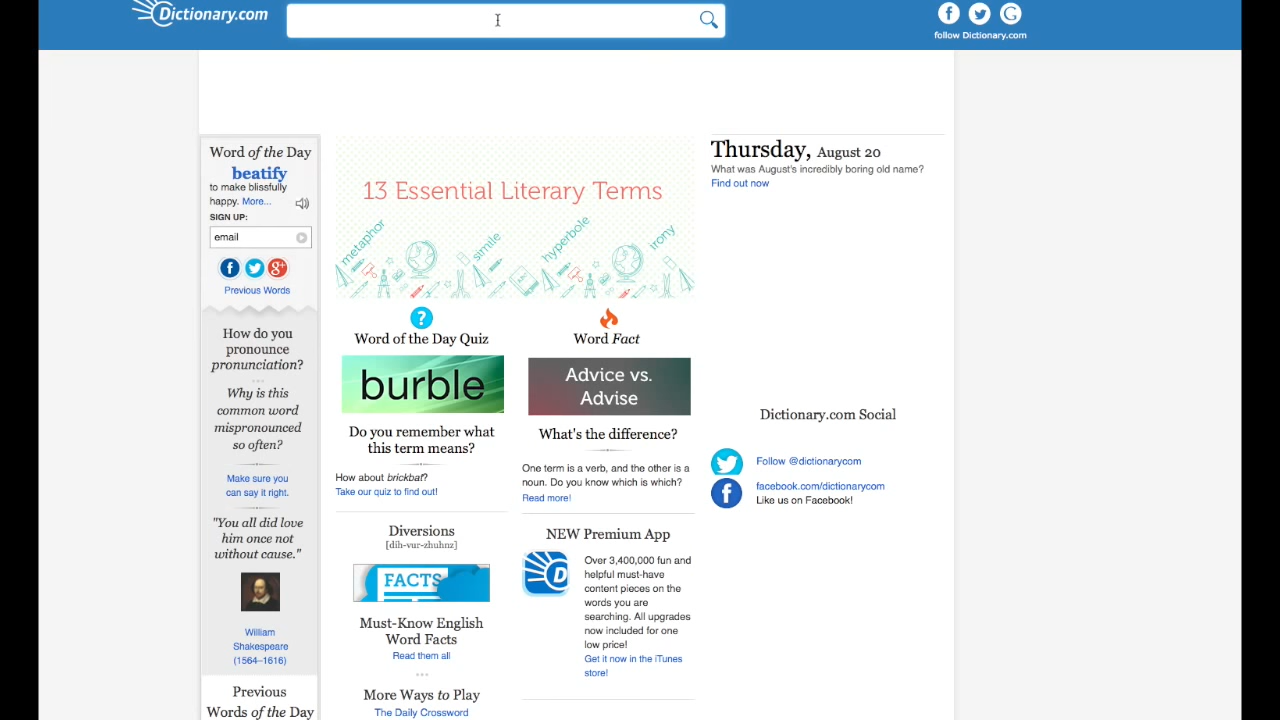 Dictionary.com
follow Dictionary.com
Word of the Day
beatify
to make blissfully
happy. More...
SIGN UP:
email
Previous Words
How do you
pronounce
pronunciation?
Why is this
common word
mispronounced
so often?
Make sure you
can say it right.
"You all did love
him once not
without cause."
William
Shakespeare
(1564–1616)
Previous
Words of the Day
13 Essential Literary Terms
metaphor
simile
hyperbole
irony
?
Word of the Day Quiz
burble
Do you remember what
this term means?
How about brickbat?
Take our quiz to find out!
Diversions
[dih-vur-zhuhnz]
FACTS
Must-Know English
Word Facts
Read them all
More Ways to Play
The Daily Crossword
Word Fact
Advice vs.
Advise
What's the difference?
One term is a verb, and the other is a
noun. Do you know which is which?
Read more!
NEW Premium App
Over 3,400,000 fun and
helpful must-have
content pieces on the
words you are
searching. All upgrades
now included for one
low price!
Get it now in the iTunes
store!
Thursday, August 20
What was August's incredibly boring old name?
Find out now
Dictionary.com Social
Follow @dictionarycom
facebook.com/dictionarycom
Like us on Facebook!